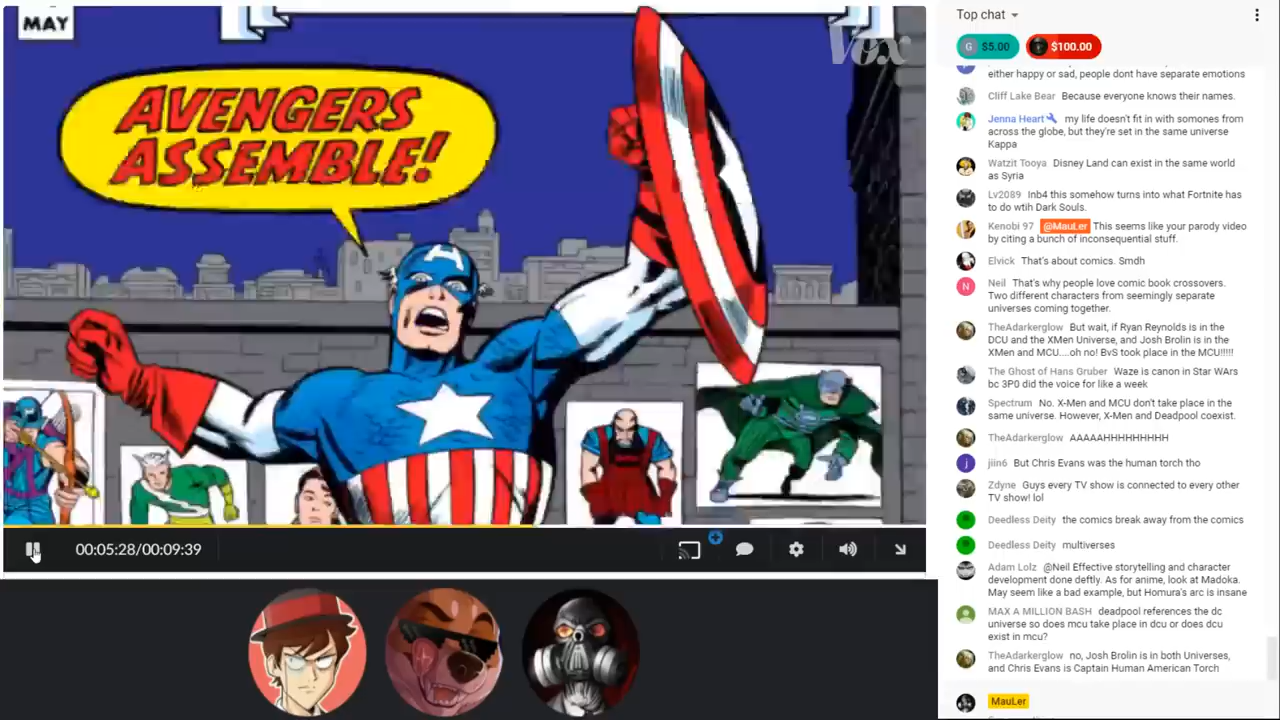 MAY
Vox
AVENGERS
ASSEMBLE!
00:05:28/00:09:39
Top chat
G $5.00
$100.00
either happy or sad, people dont have separate emotions
Cliff Lake Bear Because everyone knows their names.
Jenna Heart my life doesn't fit in with somones from
across the globe, but they're set in the same universe
Kappa
Watzit Tooya Disney Land can exist in the same world
as Syria
Lv2089 Inb4 this somehow turns into what Fortnite has
to do wtih Dark Souls.
Kenobi 97 @MauLer This seems like your parody video
by citing a bunch of inconsequential stuff.
Elvick That's about comics. Smdh
N Neil That's why people love comic book crossovers.
Two different characters from seemingly separate
universes coming together.
TheAdarkerglow But wait, if Ryan Reynolds is in the
DCU and the XMen Universe, and Josh Brolin is in the
XMen and MCU....oh no! BvS took place in the MCU!!!!!
The Ghost of Hans Gruber Waze is canon in Star WArs
bc 3P0 did the voice for like a week
Spectrum No. X-Men and MCU don't take place in the
same universe. However, X-Men and Deadpool coexist.
TheAdarkerglow AAAAAHHHHHHHHH
j jiin6 But Chris Evans was the human torch tho
Zdyne Guys every TV show is connected to every other
TV show! lol
Deedless Deity the comics break away from the comics
Deedless Deity multiverses
Adam Lolz @Neil Effective storytelling and character
development done deftly. As for anime, look at Madoka.
May seem like a bad example, but Homura's arc is insane
MAX A MILLION BASH deadpool references the dc
universe so does mcu take place in dcu or does dcu
exist in mcu?
TheAdarkerglow no, Josh Brolin is in both Universes,
and Chris Evans is Captain Human American Torch
MauLer